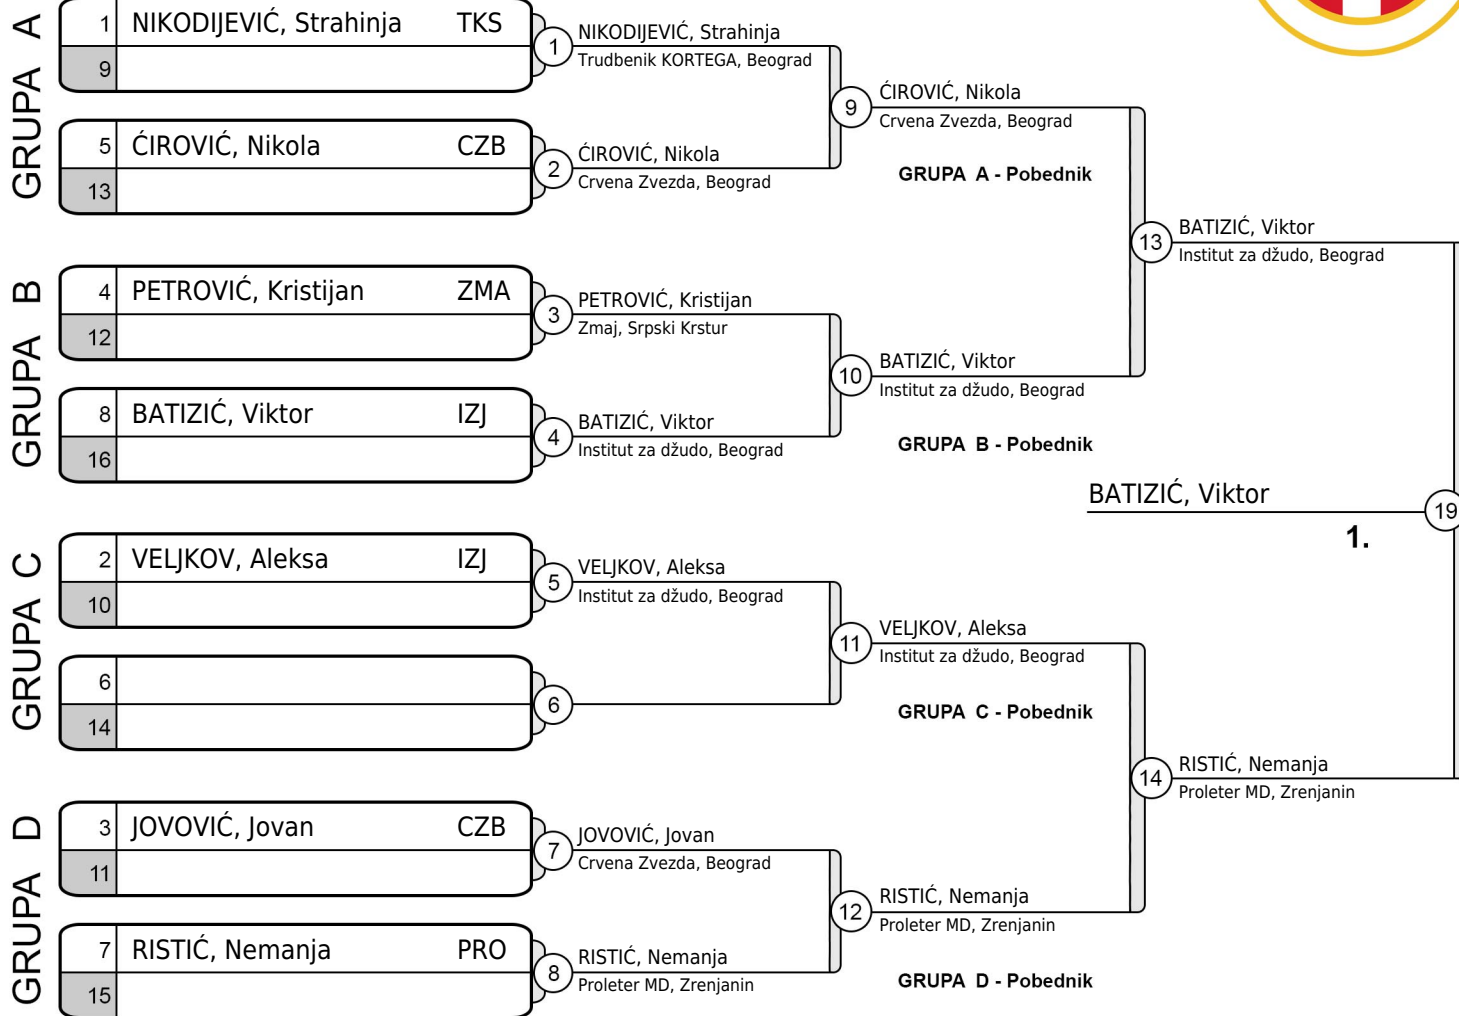 GRUPA A
1 NIKODIJEVIĆ, Strahinja TKS
9
5 ĆIROVIĆ, Nikola CZB
13
GRUPA B
4 PETROVIĆ, Kristijan ZMA
12
8 BATIZIĆ, Viktor IZJ
16
GRUPA C
2 VELJKOV, Aleksa IZJ
10
6
14
GRUPA D
3 JOVOVIĆ, Jovan CZB
11
7 RISTIĆ, Nemanja PRO
15
1
NIKODIJEVIĆ, Strahinja
Trudbenik KORTEGA, Beograd
2
ĆIROVIĆ, Nikola
Crvena Zvezda, Beograd
3
PETROVIĆ, Kristijan
Zmaj, Srpski Krstur
4
BATIZIĆ, Viktor
Institut za džudo, Beograd
5
VELJKOV, Aleksa
Institut za džudo, Beograd
6
7
JOVOVIĆ, Jovan
Crvena Zvezda, Beograd
8
RISTIĆ, Nemanja
Proleter MD, Zrenjanin
9
ĆIROVIĆ, Nikola
Crvena Zvezda, Beograd
GRUPA A - Pobednik
10
BATIZIĆ, Viktor
Institut za džudo, Beograd
GRUPA B - Pobednik
11
VELJKOV, Aleksa
Institut za džudo, Beograd
GRUPA C - Pobednik
12
RISTIĆ, Nemanja
Proleter MD, Zrenjanin
GRUPA D - Pobednik
13
BATIZIĆ, Viktor
Institut za džudo, Beograd
14
RISTIĆ, Nemanja
Proleter MD, Zrenjanin
BATIZIĆ, Viktor
19
1.